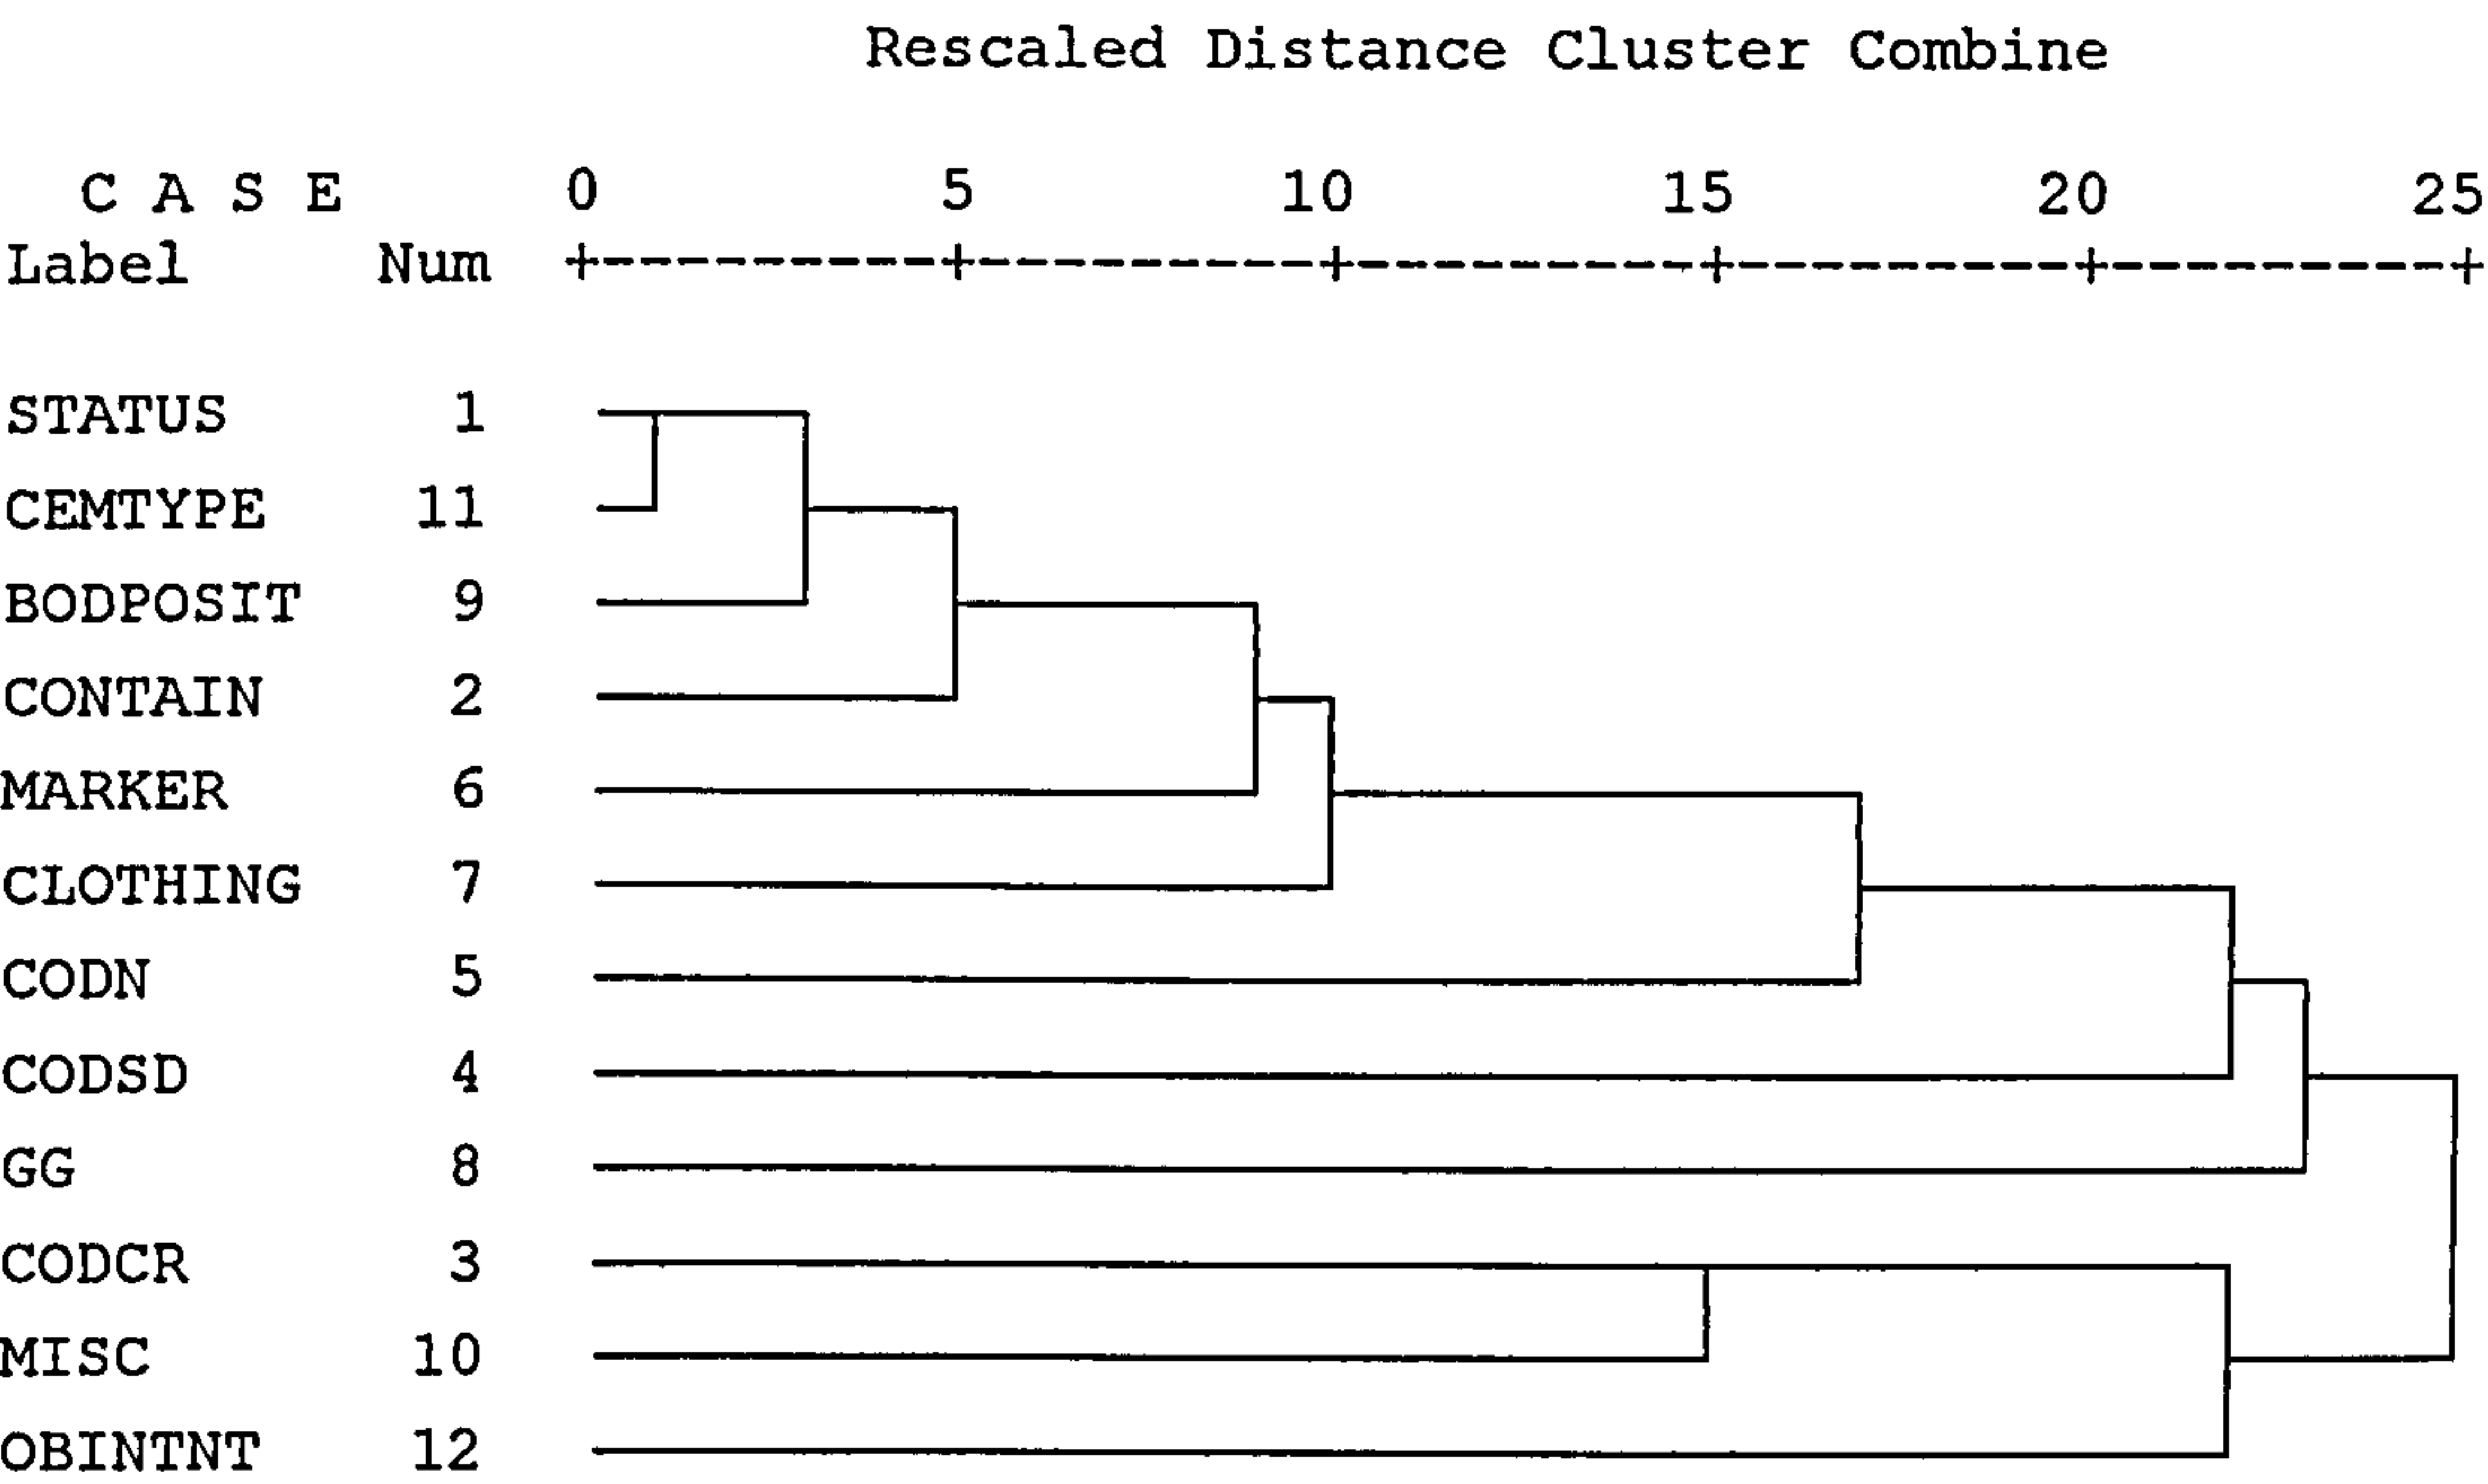 Rescaled Distance Cluster Combine
C A S E 0 5 10 15 20 25
Label Num +---------+---------+---------+---------+---------+
STATUS 1
CEMTYPE 11
BODPOSIT 9
CONTAIN 2
MARKER 6
CLOTHING 7
CODN 5
CODSD 4
GG 8
CODCR 3
MISC 10
OBINTNT 12